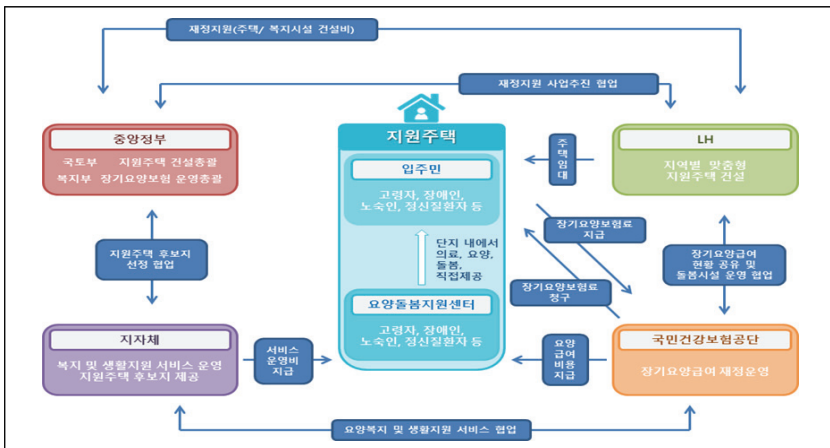 재정지원(주택/ 복지시설 건설비)
재정지원 사업추진 협업
중앙정부
국토부 지원주택 건설총괄
복지부 장기요양보험 운영총괄
지원주택
입주민
고령자, 장애인,
노숙인, 정신질환자 등
단지 내에서
의료, 요양,
돌봄,
직접제공
요양돌봄지원센터
고령자, 장애인,
노숙인, 정신질환자 등
주
택
임
대
LH
지역별 맞춤형
지원주택 건설
지원주택 후보지
선정 협업
장기요양보험료
지급
장기요양보험료
청구
장기요양급여
현황 공유 및
돌봄시설 운영 협업
지자체
복지 및 생활지원 서비스 운영
지원주택 후보지 제공
서비스
운영비
지급
요양
급여
비용
지급
국민건강보험공단
장기요양급여 재정운영
요양복지 및 생활지원 서비스 협업